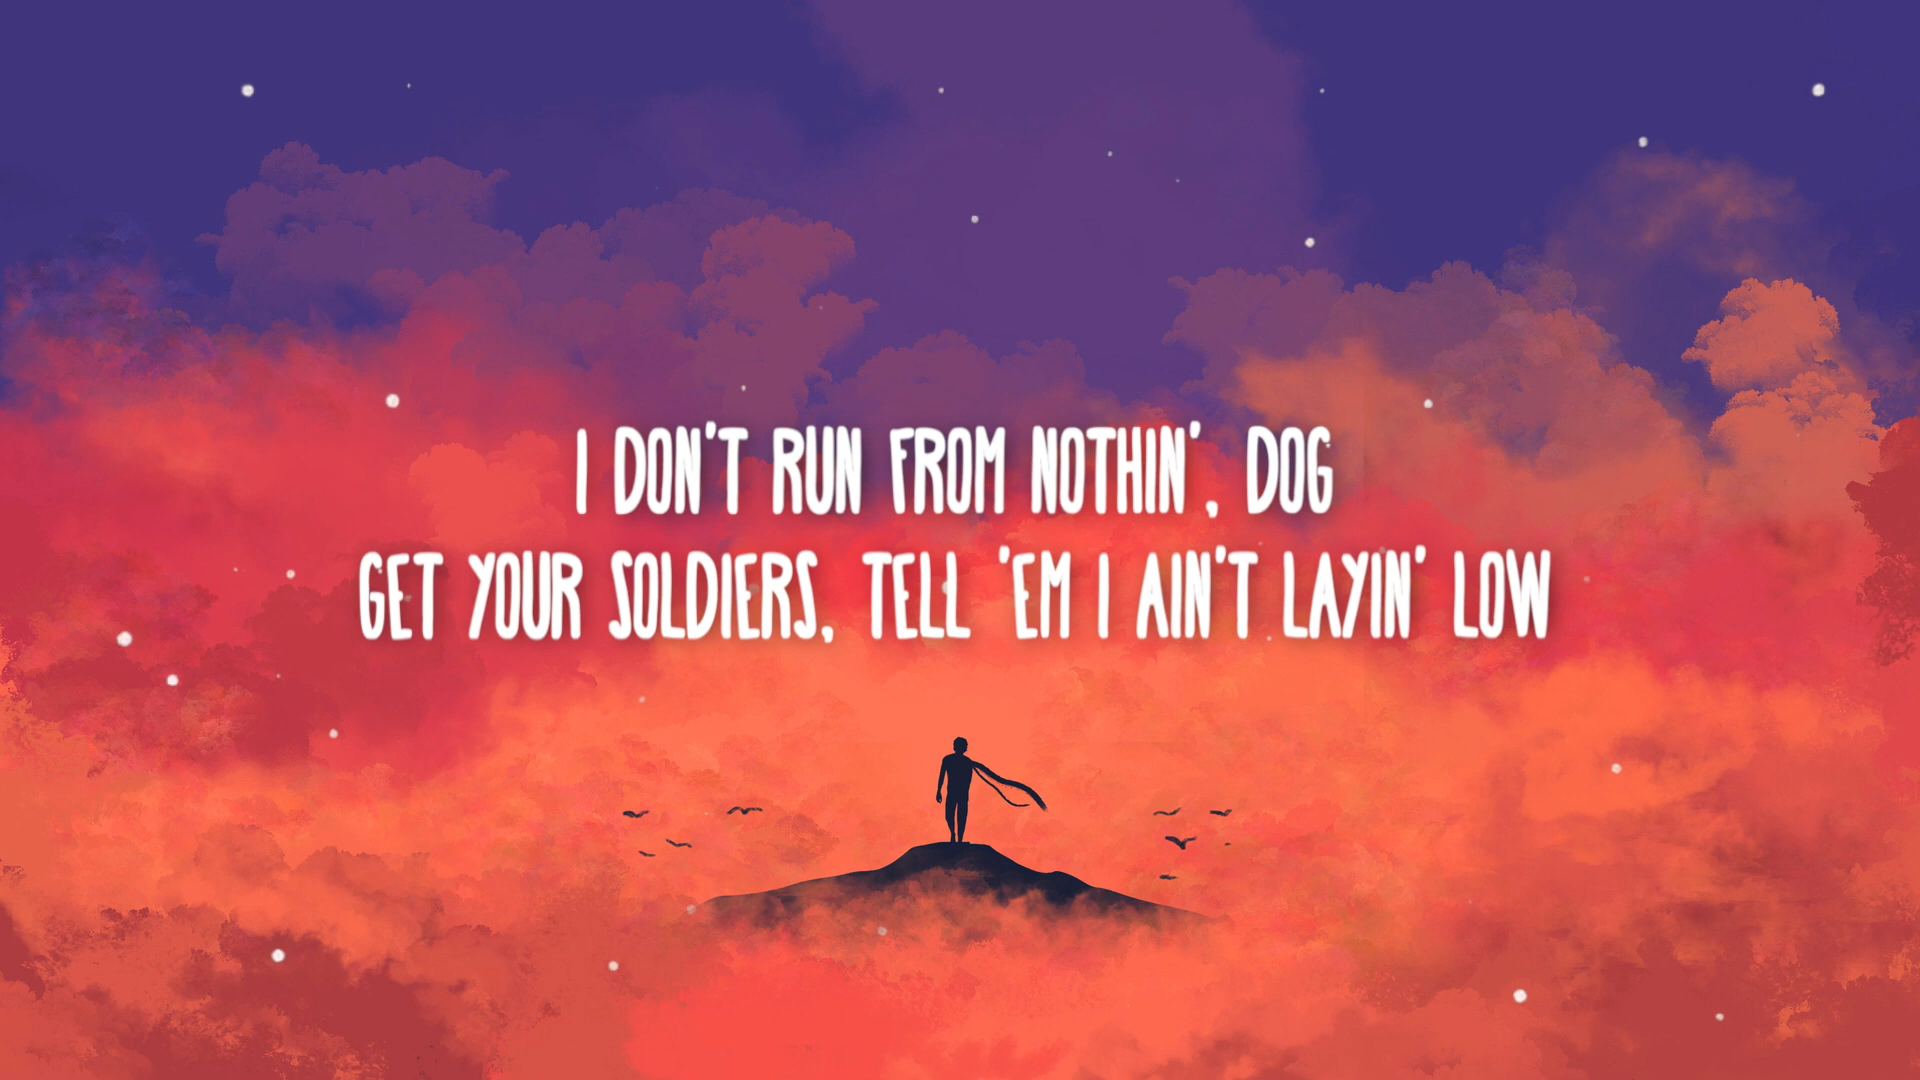 I DON'T RUN FROM NOTHIN', DOG
GET YOUR SOLDIERS, TELL 'EM I AIN'T LAYIN' LOW